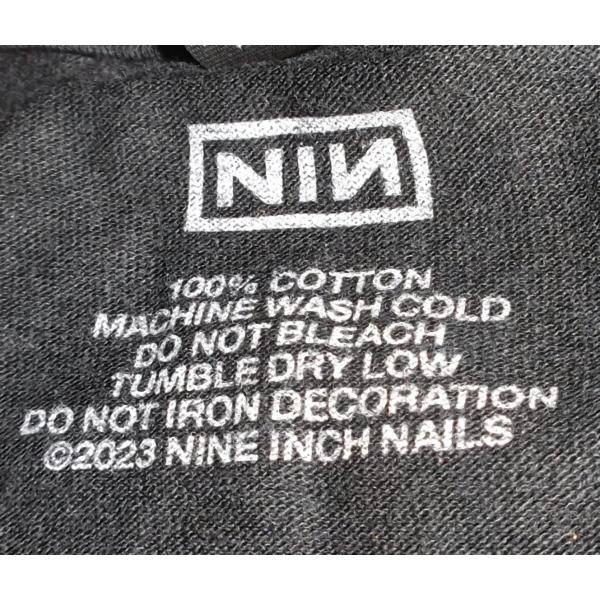 NIN
100% COTTON
MACHINE WASH COLD
DO NOT BLEACH
TUMBLE DRY LOW
DO NOT IRON DECORATION
©2023 NINE INCH NAILS